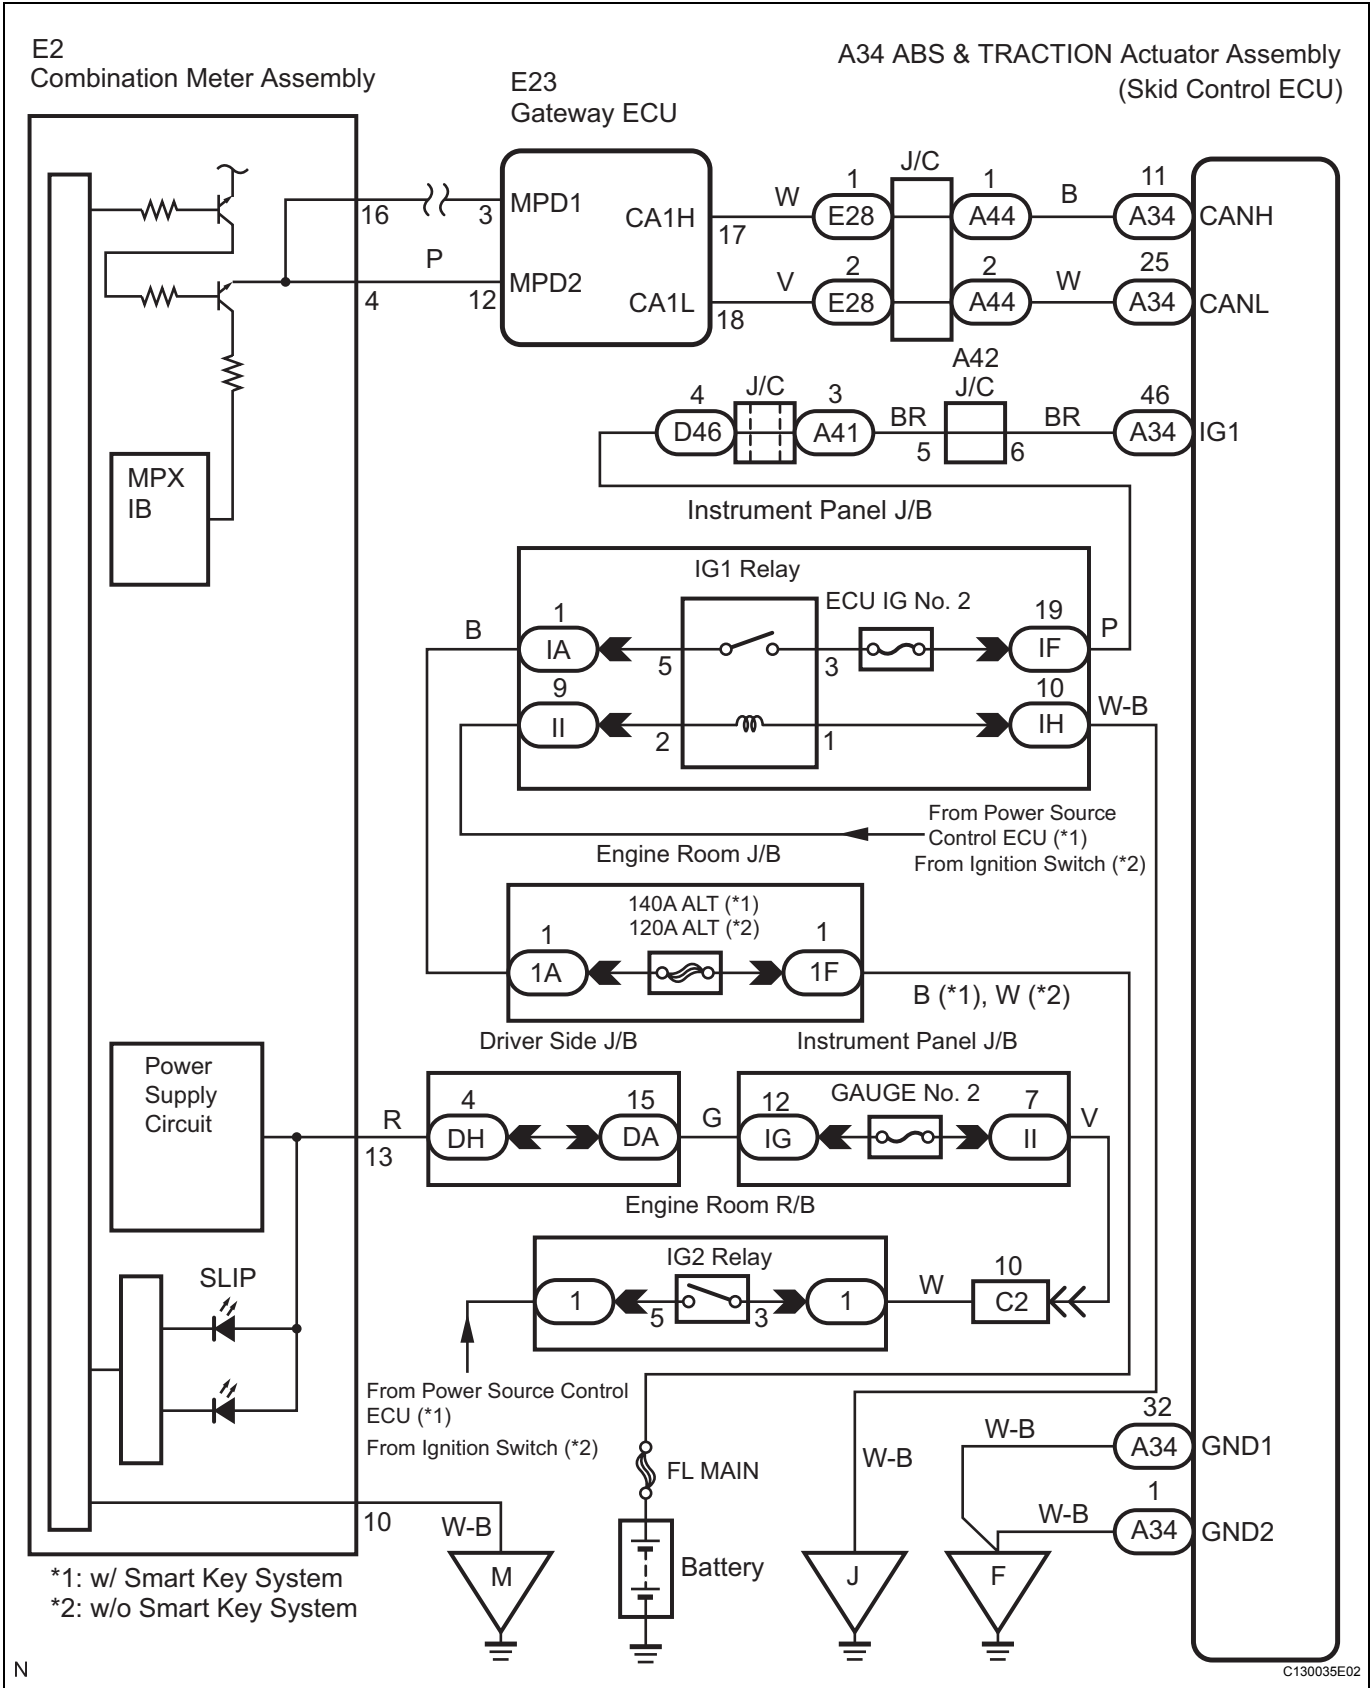 E2
Combination Meter Assembly
E23
Gateway ECU
A34 ABS & TRACTION Actuator Assembly
(Skid Control ECU)
J/C
16
3
MPD1
CA1H
17
W
1
E28
1
A44
B
11
A34
CANH
P
4
12
MPD2
CA1L
18
V
2
E28
2
A44
W
25
A34
CANL
A42
4
D46
J/C
3
A41
BR
5
J/C
6
BR
46
A34
IG1
MPX
IB
Instrument Panel J/B
IG1 Relay
ECU IG No. 2
B
1
IA
5
3
19
IF
P
9
II
2
1
10
IH
W-B
From Power Source
Control ECU (*1)
From Ignition Switch (*2)
Engine Room J/B
140A ALT (*1)
120A ALT (*2)
1
1A
1
1F
B (*1), W (*2)
Driver Side J/B
Instrument Panel J/B
Power
Supply
Circuit
R
13
4
DH
15
DA
G
12
IG
GAUGE No. 2
7
II
V
Engine Room R/B
IG2 Relay
1
5
3
1
W
10
C2
SLIP
From Power Source Control
ECU (*1)
From Ignition Switch (*2)
FL MAIN
W-B
W-B
32
A34
GND1
W-B
1
A34
GND2
10
W-B
M
Battery
J
F
*1: w/ Smart Key System
*2: w/o Smart Key System
N
C130035E02